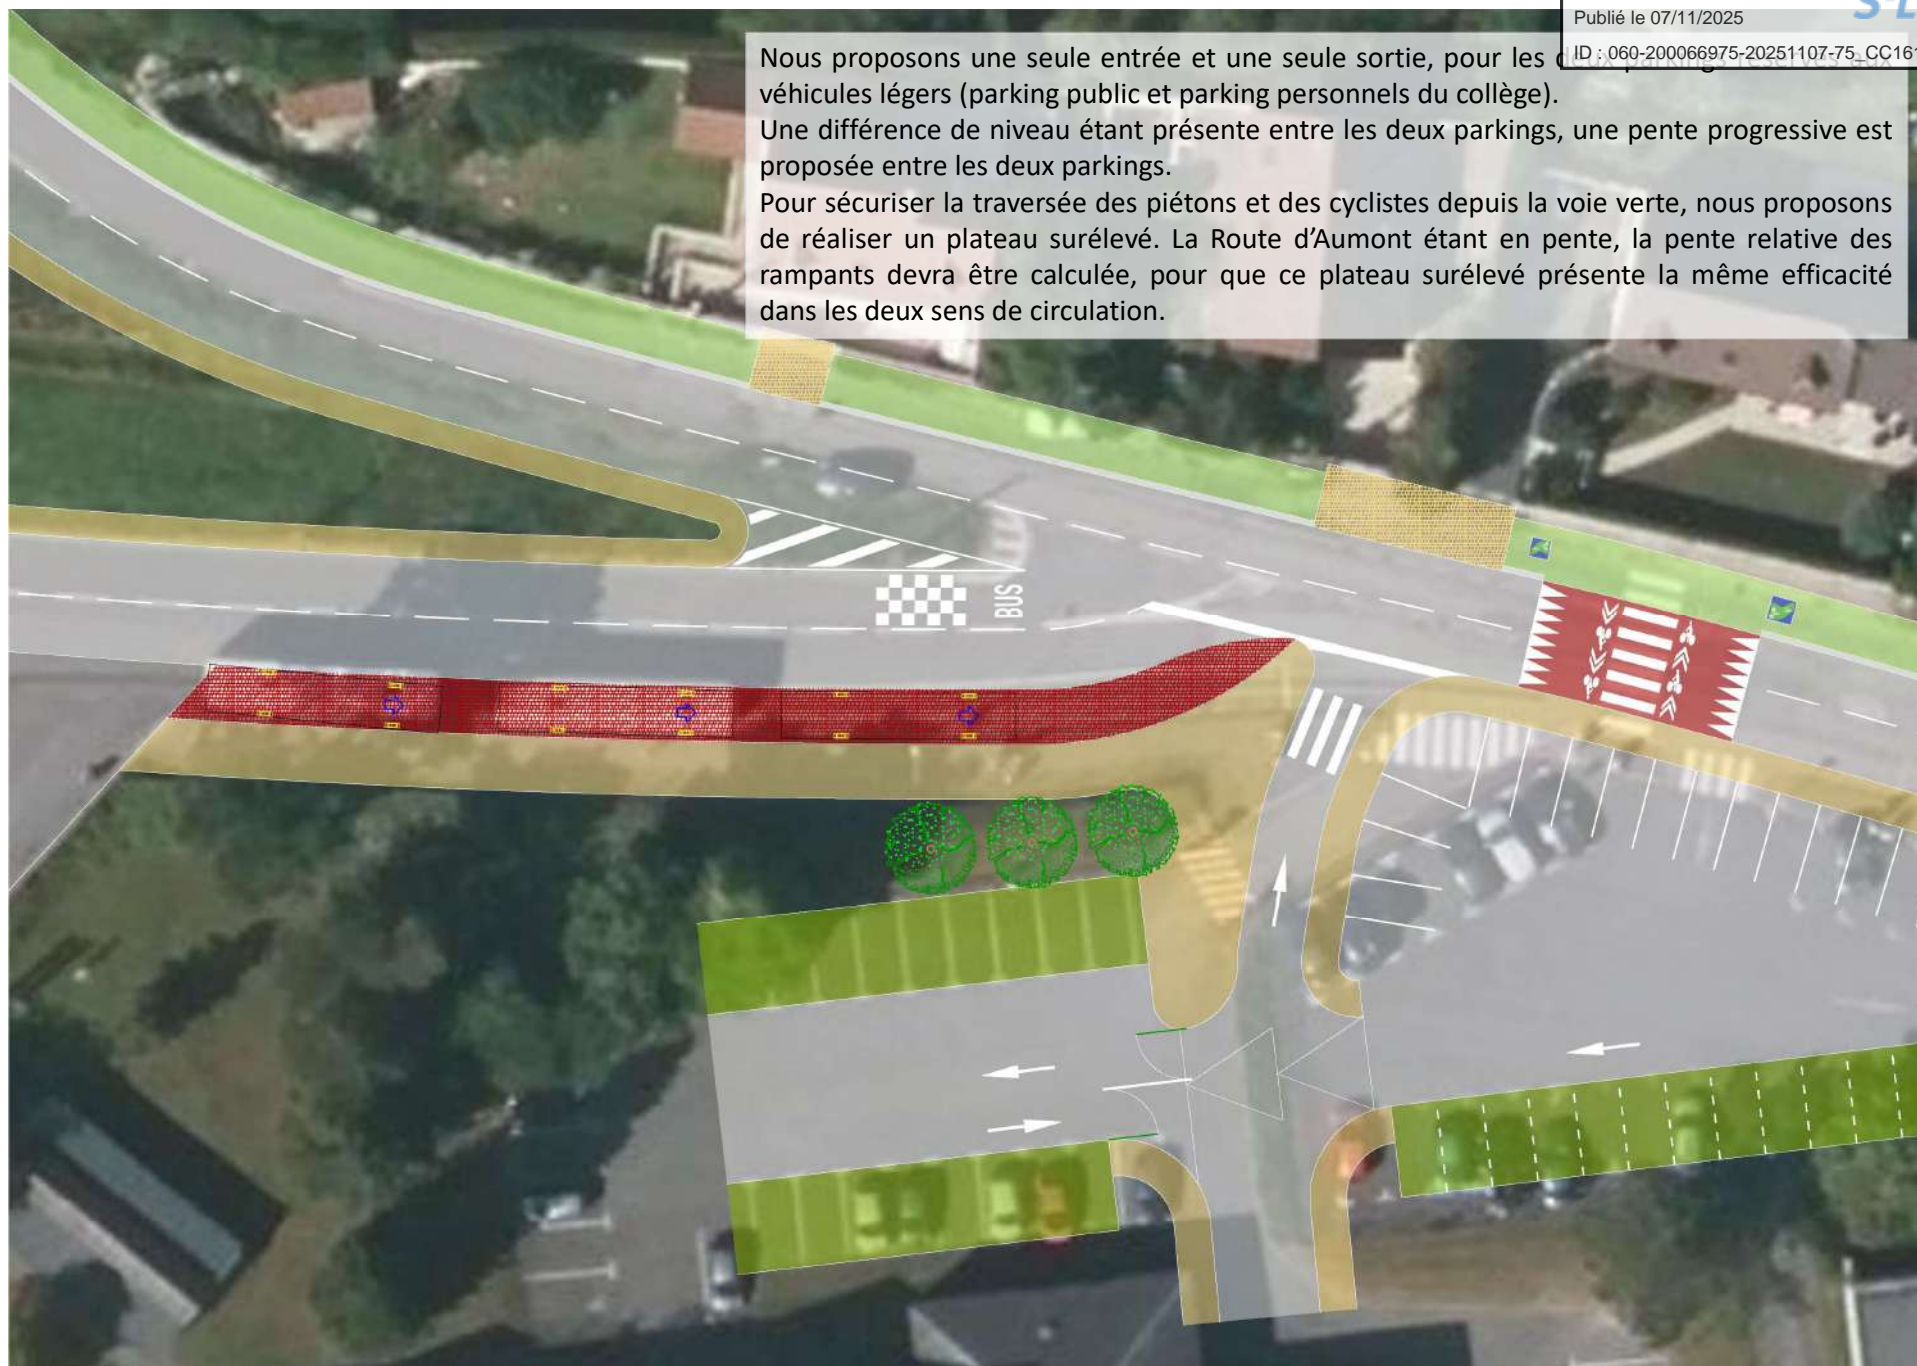 Publié le 07/11/2025
ID : 060-200066975-20251107-75_CC161
Nous proposons une seule entrée et une seule sortie, pour les deux parkings réservés aux
véhicules légers (parking public et parking personnels du collège).
Une différence de niveau étant présente entre les deux parkings, une pente progressive est
proposée entre les deux parkings.
Pour sécuriser la traversée des piétons et des cyclistes depuis la voie verte, nous proposons
de réaliser un plateau surélevé. La Route d'Aumont étant en pente, la pente relative des
rampants devra être calculée, pour que ce plateau surélevé présente la même efficacité
dans les deux sens de circulation.
BUS